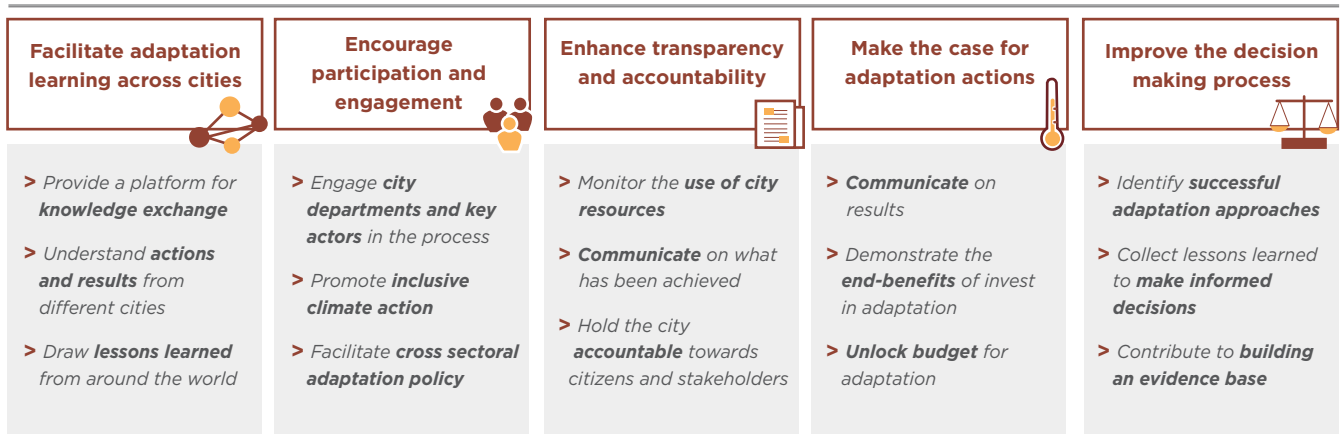 Facilitate adaptation
learning across cities
> Provide a platform for
knowledge exchange
> Understand actions
and results from
different cities
> Draw lessons learned
from around the world
Encourage
participation and
engagement
> Engage city
departments and key
actors in the process
> Promote inclusive
climate action
> Facilitate cross sectoral
adaptation policy
Enhance transparency
and accountability
> Monitor the use of city
resources
> Communicate on what
has been achieved
> Hold the city
accountable towards
citizens and stakeholders
Make the case for
adaptation actions
> Communicate on
results
> Demonstrate the
end-benefits of invest
in adaptation
> Unlock budget for
adaptation
Improve the decision
making process
> Identify successful
adaptation approaches
> Collect lessons learned
to make informed
decisions
> Contribute to building
an evidence base